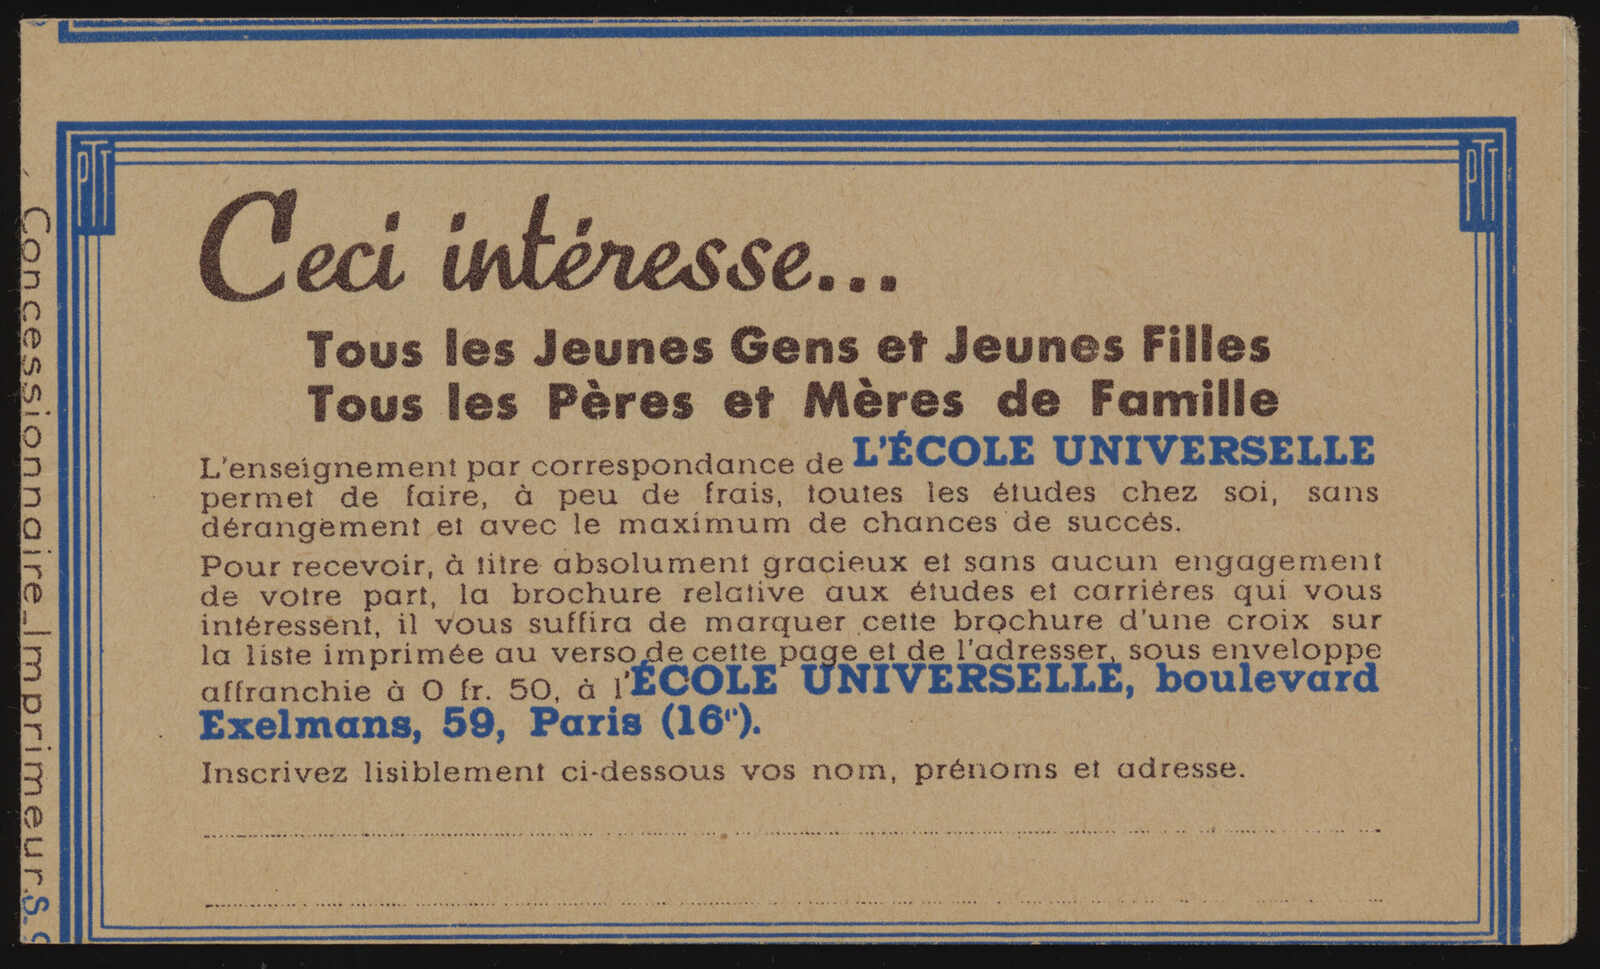 PTT
PTT
Ceci intéresse...
Tous les Jeunes Gens et Jeunes Filles
Tous les Pères et Mères de Famille
L'enseignement par correspondance de L'ÉCOLE UNIVERSELLE
permet de faire, à peu de frais, toutes les études chez soi, sans
dérangement et avec le maximum de chances de succès.
Pour recevoir, à titre absolument gracieux et sans aucun engagement
de votre part, la brochure relative aux études et carrières qui vous
intéressent, il vous suffira de marquer cette brochure d'une croix sur
la liste imprimée au verso de cette page et de l'adresser, sous enveloppe
affranchie à 0 fr. 50, à l'ÉCOLE UNIVERSELLE, boulevard
Exelmans, 59, Paris (16e).
Inscrivez lisiblement ci-dessous vos nom, prénoms et adresse.
Concessionnaire_Imprimeur.S.